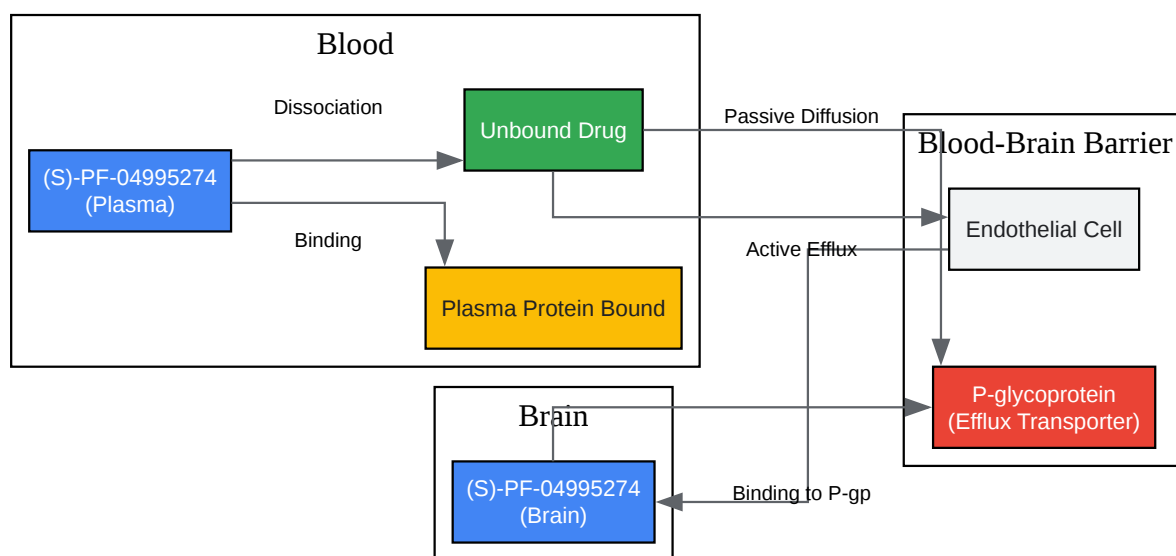 Blood
Dissociation
Unbound Drug
Passive Diffusion
Blood-Brain Barrier
(S)-PF-04995274
(Plasma)
Endothelial Cell
Binding
Active Efflux
Plasma Protein Bound
P-glycoprotein
(Efflux Transporter)
Brain
(S)-PF-04995274
(Brain)
Binding to P-gp